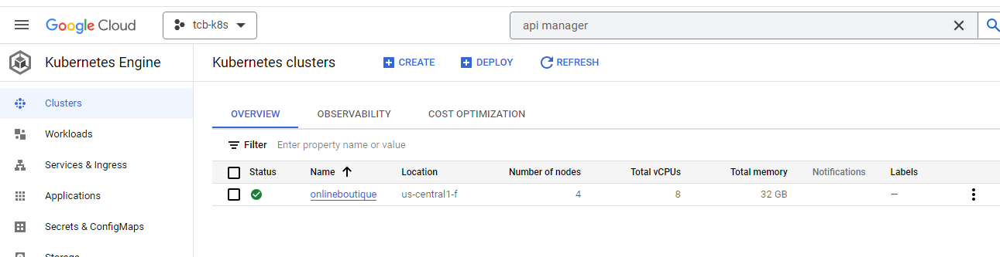 Google Cloud
tcb-k8s
api manager
Kubernetes Engine
Kubernetes clusters
CREATE
DEPLOY
REFRESH
Clusters
Workloads
Services & Ingress
Applications
Secrets & ConfigMaps
Storage
OVERVIEW
OBSERVABILITY
COST OPTIMIZATION
Filter Enter property name or value
Status Name Location Number of nodes Total vCPUs Total memory Notifications Labels
onlineboutique us-central1-f 4 8 32 GB —